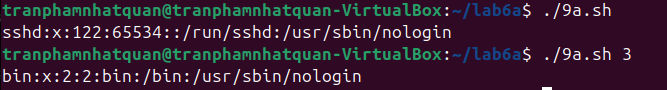 tranphamnhatquan@tranphamnhatquan-VirtualBox:~/lab6a$ ./9a.sh
sshd:x:122:65534::/run/sshd:/usr/sbin/nologin
tranphamnhatquan@tranphamnhatquan-VirtualBox:~/lab6a$ ./9a.sh 3
bin:x:2:2:bin:/bin:/usr/sbin/nologin